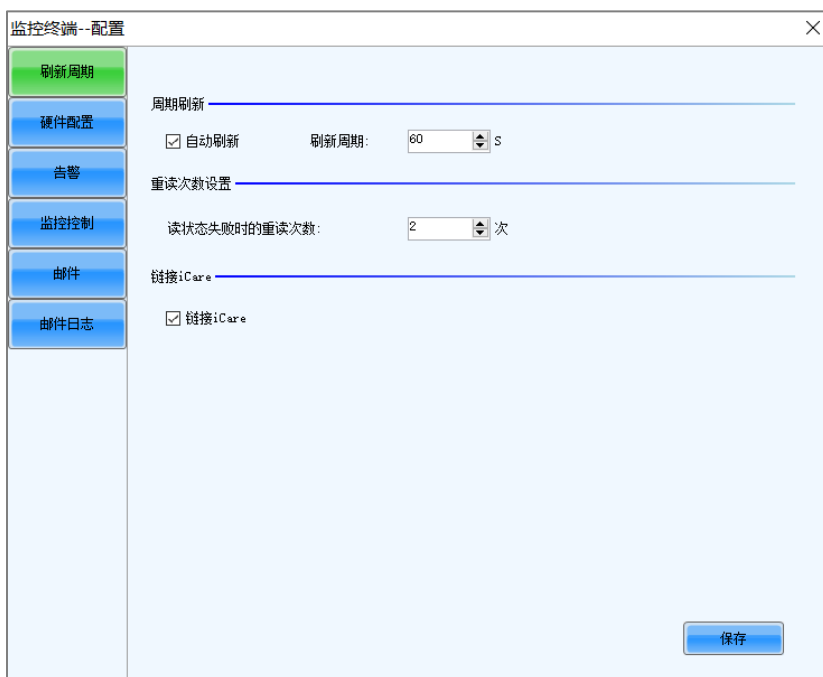 监控终端--配置
刷新周期
硬件配置
告警
监控控制
邮件
邮件日志
周期刷新
自动刷新 刷新周期: 60 S
重读次数设置
读状态失败时的重读次数: 2 次
链接iCare
链接iCare
保存